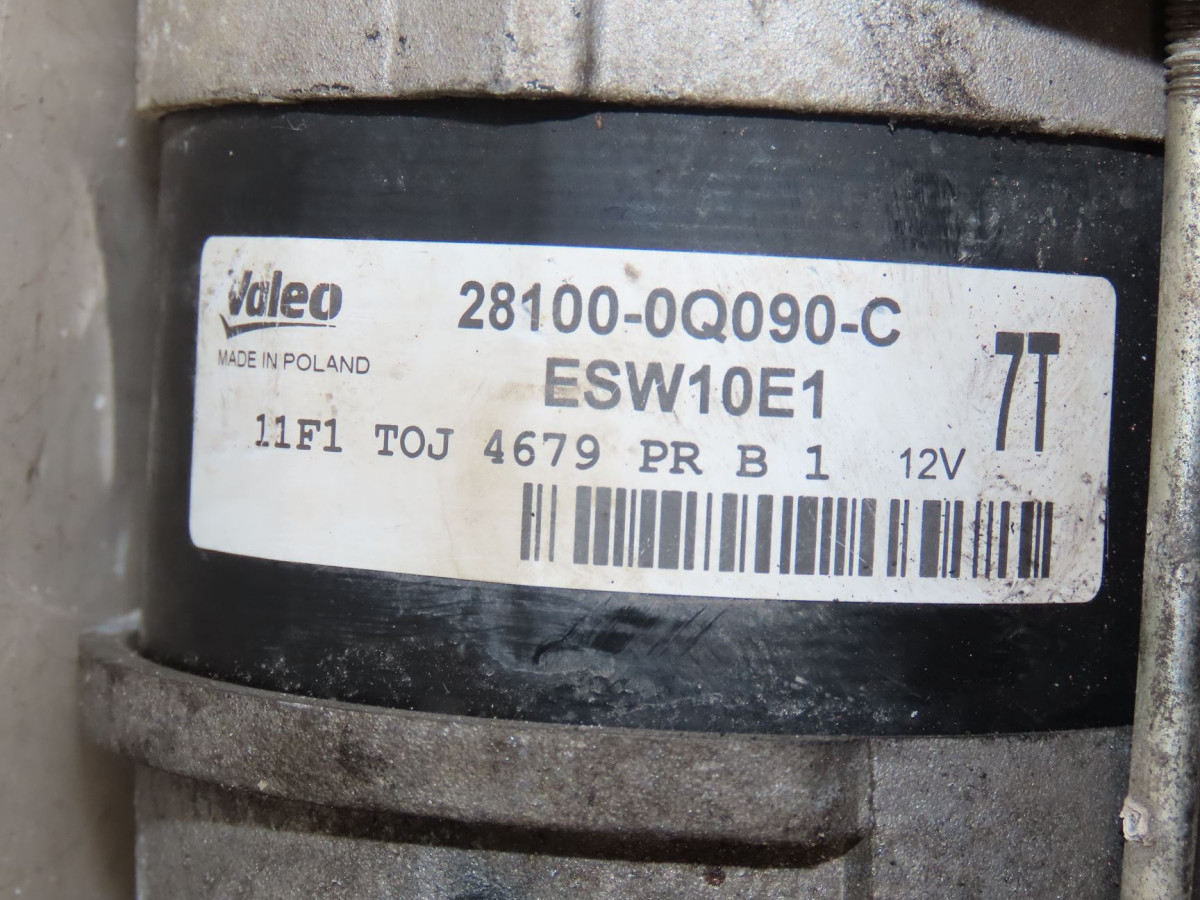 Valeo
MADE IN POLAND
28100-0Q090-C
ESW10E1
7T
11F1 TOJ 4679 PR B 1 12V